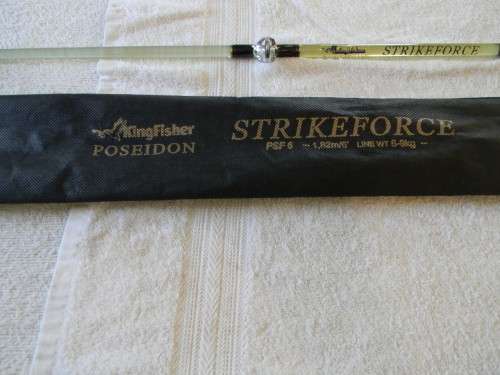 KingFisher STRIKEFORCE
KingFisher STRIKEFORCE
POSEIDON PSF 6 ~ 1,82m/6' LINE WT 6-9kg ~